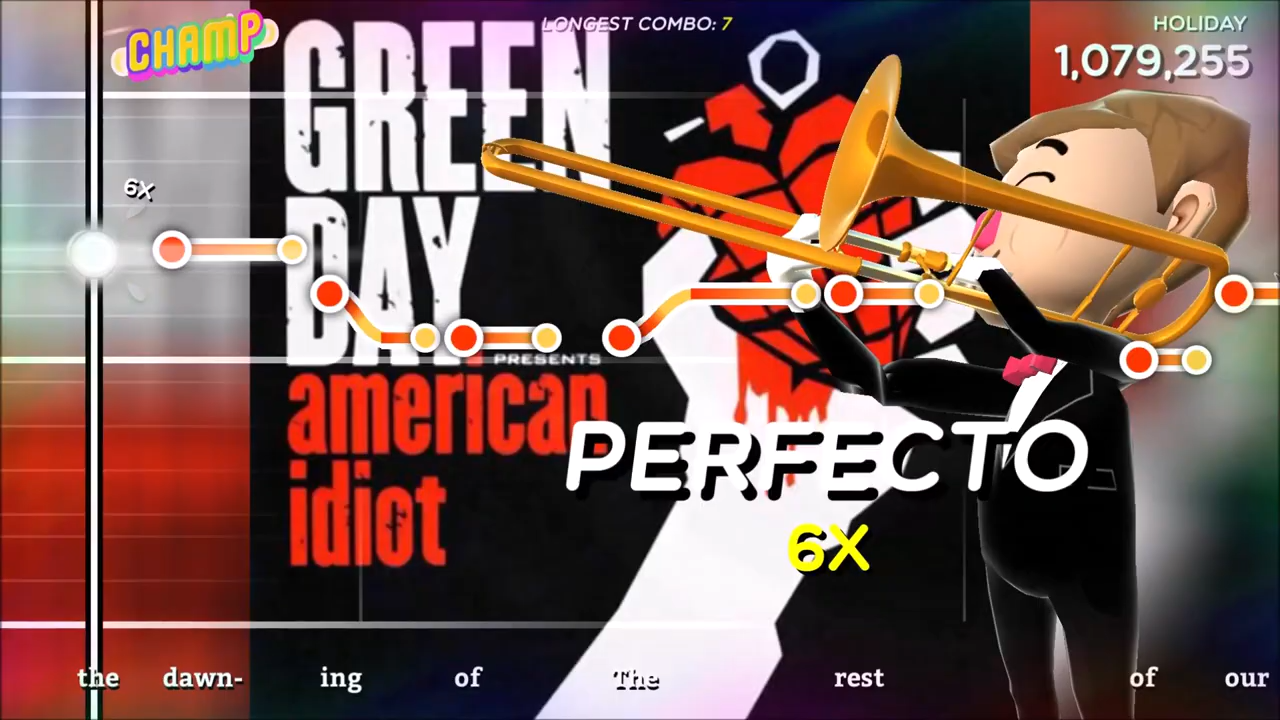 CHAMP
LONGEST COMBO: 7
HOLIDAY
1,079,255
6X
GREEN
DAY
PRESENTS
american
idiot
PERFECTO
6X
the dawn- ing of The rest of our